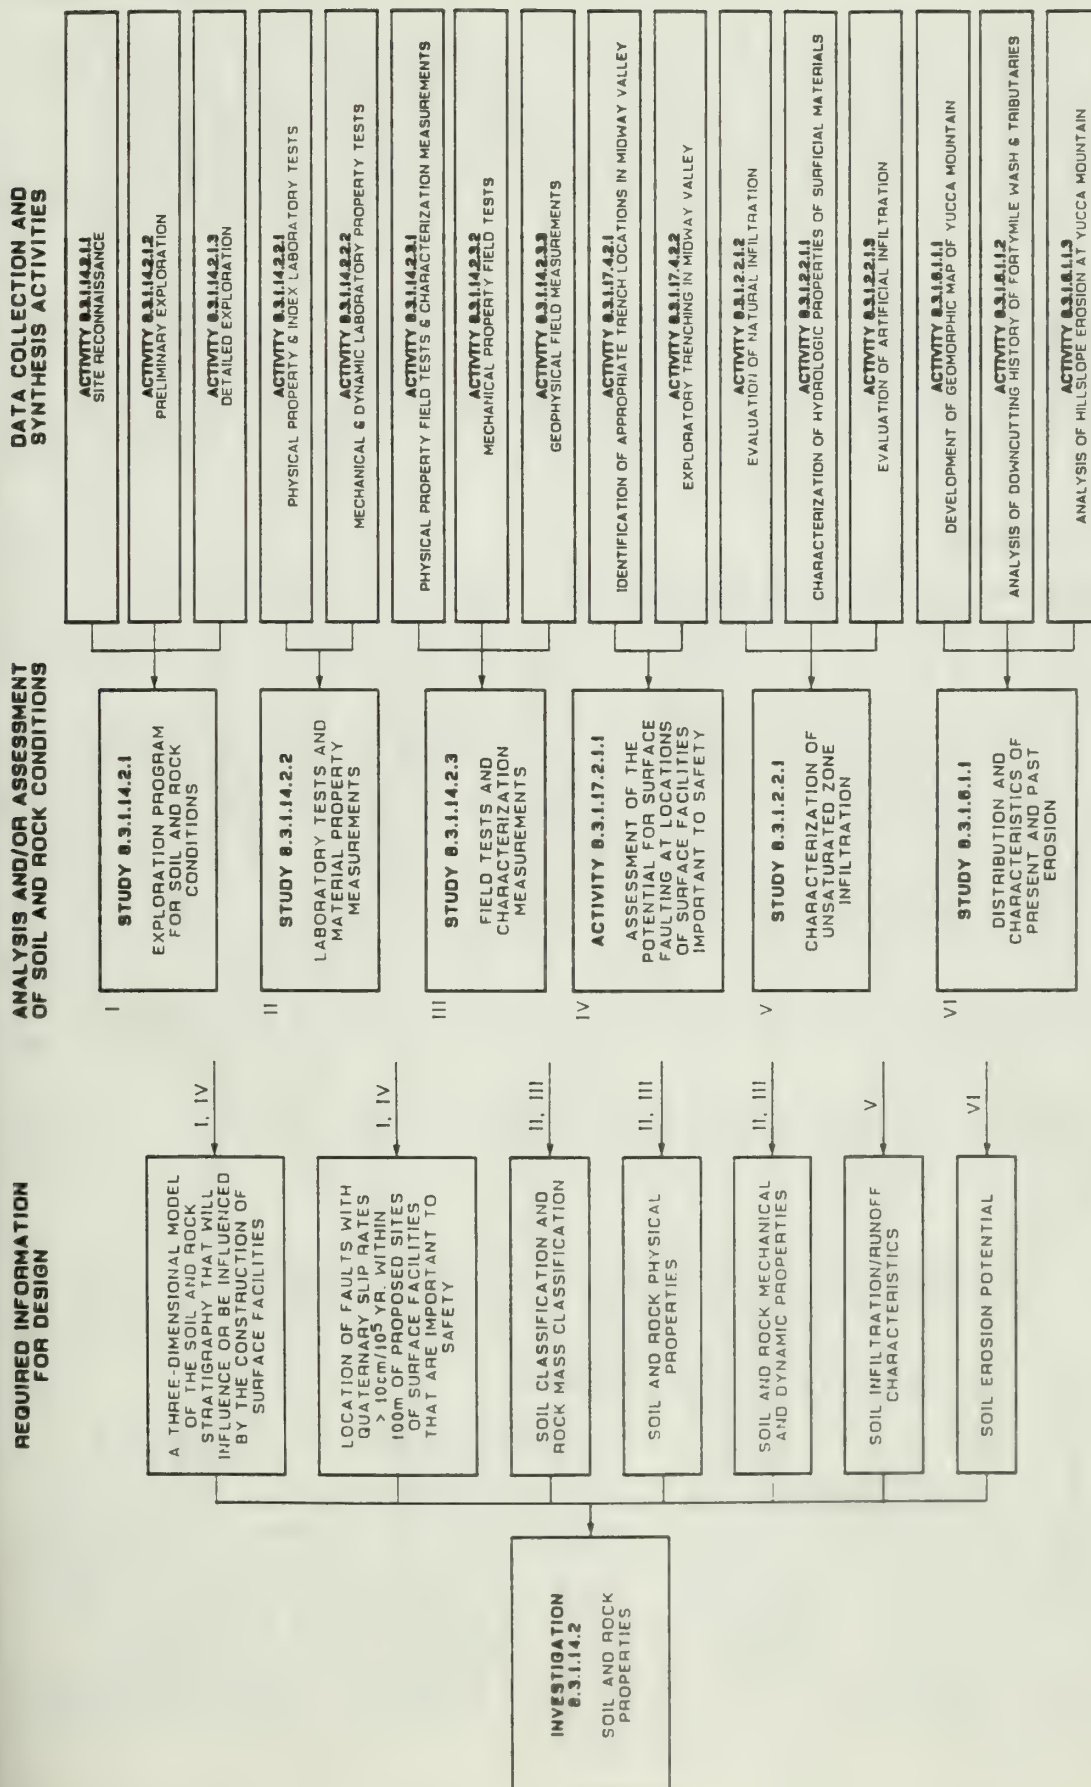 REQUIRED INFORMATION
FOR DESIGN
ANALYSIS AND/OR ASSESSMENT
OF SOIL AND ROCK CONDITIONS
DATA COLLECTION AND
SYNTHESIS ACTIVITIES
INVESTIGATION
8.3.1.14.2
SOIL AND ROCK
PROPERTIES
A THREE-DIMENSIONAL MODEL
OF THE SOIL AND ROCK
STRATIGRAPHY THAT WILL
INFLUENCE OR BE INFLUENCED
BY THE CONSTRUCTION OF
SURFACE FACILITIES
I, IV
LOCATION OF FAULTS WITH
QUATERNARY SLIP RATES
> 10cm/105 YR. WITHIN
100m OF PROPOSED SITES
OF SURFACE FACILITIES
THAT ARE IMPORTANT TO
SAFETY
I, IV
SOIL CLASSIFICATION AND
ROCK MASS CLASSIFICATION
II, III
SOIL AND ROCK PHYSICAL
PROPERTIES
II, III
SOIL AND ROCK MECHANICAL
AND DYNAMIC PROPERTIES
II, III
SOIL INFILTRATION/RUNOFF
CHARACTERISTICS
V
SOIL EROSION POTENTIAL
VI
I
STUDY 8.3.1.14.2.1
EXPLORATION PROGRAM
FOR SOIL AND ROCK
CONDITIONS
II
STUDY 8.3.1.14.2.2
LABORATORY TESTS AND
MATERIAL PROPERTY
MEASUREMENTS
III
STUDY 8.3.1.14.2.3
FIELD TESTS AND
CHARACTERIZATION
MEASUREMENTS
IV
ACTIVITY 8.3.1.17.2.1.1
ASSESSMENT OF THE
POTENTIAL FOR SURFACE
FAULTING AT LOCATIONS
OF SURFACE FACILITIES
IMPORTANT TO SAFETY
V
STUDY 8.3.1.2.2.1
CHARACTERIZATION OF
UNSATURATED ZONE
INFILTRATION
VI
STUDY 8.3.1.6.1.1
DISTRIBUTION AND
CHARACTERISTICS OF
PRESENT AND PAST
EROSION
ACTIVITY 8.3.1.14.2.1.1
SITE RECONNAISSANCE
ACTIVITY 8.3.1.14.2.1.2
PRELIMINARY EXPLORATION
ACTIVITY 8.3.1.14.2.1.3
DETAILED EXPLORATION
ACTIVITY 8.3.1.14.2.2.1
PHYSICAL PROPERTY & INDEX LABORATORY TESTS
ACTIVITY 8.3.1.14.2.2.2
MECHANICAL & DYNAMIC LABORATORY PROPERTY TESTS
ACTIVITY 8.3.1.14.2.3.1
PHYSICAL PROPERTY FIELD TESTS & CHARACTERIZATION MEASUREMENTS
ACTIVITY 8.3.1.14.2.3.2
MECHANICAL PROPERTY FIELD TESTS
ACTIVITY 8.3.1.14.2.3.3
GEOPHYSICAL FIELD MEASUREMENTS
ACTIVITY 8.3.1.17.4.2.1
IDENTIFICATION OF APPROPRIATE TRENCH LOCATIONS IN MIDWAY VALLEY
ACTIVITY 8.3.1.17.4.2.2
EXPLORATORY TRENCHING IN MIDWAY VALLEY
ACTIVITY 8.3.1.2.2.1.2
EVALUATION OF NATURAL INFILTRATION
ACTIVITY 8.3.1.2.2.1.1
CHARACTERIZATION OF HYDROLOGIC PROPERTIES OF SURFICIAL MATERIALS
ACTIVITY 8.3.1.2.2.1.3
EVALUATION OF ARTIFICIAL INFILTRATION
ACTIVITY 8.3.1.6.1.1.1
DEVELOPMENT OF GEOMORPHIC MAP OF YUCCA MOUNTAIN
ACTIVITY 8.3.1.6.1.1.2
ANALYSIS OF DOWNCUTTING HISTORY OF FORTYMILE WASH & TRIBUTARIES
ACTIVITY 8.3.1.6.1.1.3
ANALYSIS OF HILLSLOPE EROSION AT YUCCA MOUNTAIN